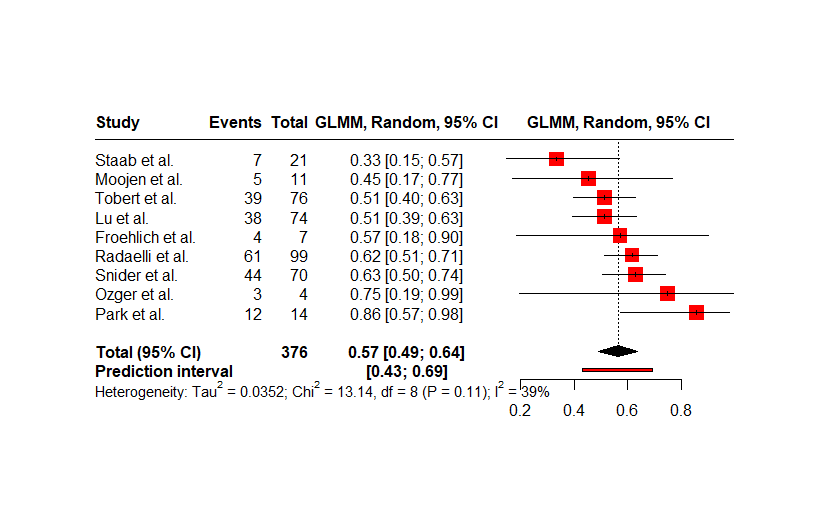 Study Events Total GLMM, Random, 95% CI GLMM, Random, 95% CI
Staab et al. 7 21 0.33 [0.15; 0.57]
Moojen et al. 5 11 0.45 [0.17; 0.77]
Tobert et al. 39 76 0.51 [0.40; 0.63]
Lu et al. 38 74 0.51 [0.39; 0.63]
Froehlich et al. 4 7 0.57 [0.18; 0.90]
Radaelli et al. 61 99 0.62 [0.51; 0.71]
Snider et al. 44 70 0.63 [0.50; 0.74]
Ozger et al. 3 4 0.75 [0.19; 0.99]
Park et al. 12 14 0.86 [0.57; 0.98]
Total (95% CI) 376 0.57 [0.49; 0.64]
Prediction interval [0.43; 0.69]
Heterogeneity: Tau² = 0.0352; Chi² = 13.14, df = 8 (P = 0.11); I² = 39%
0.2 0.4 0.6 0.8